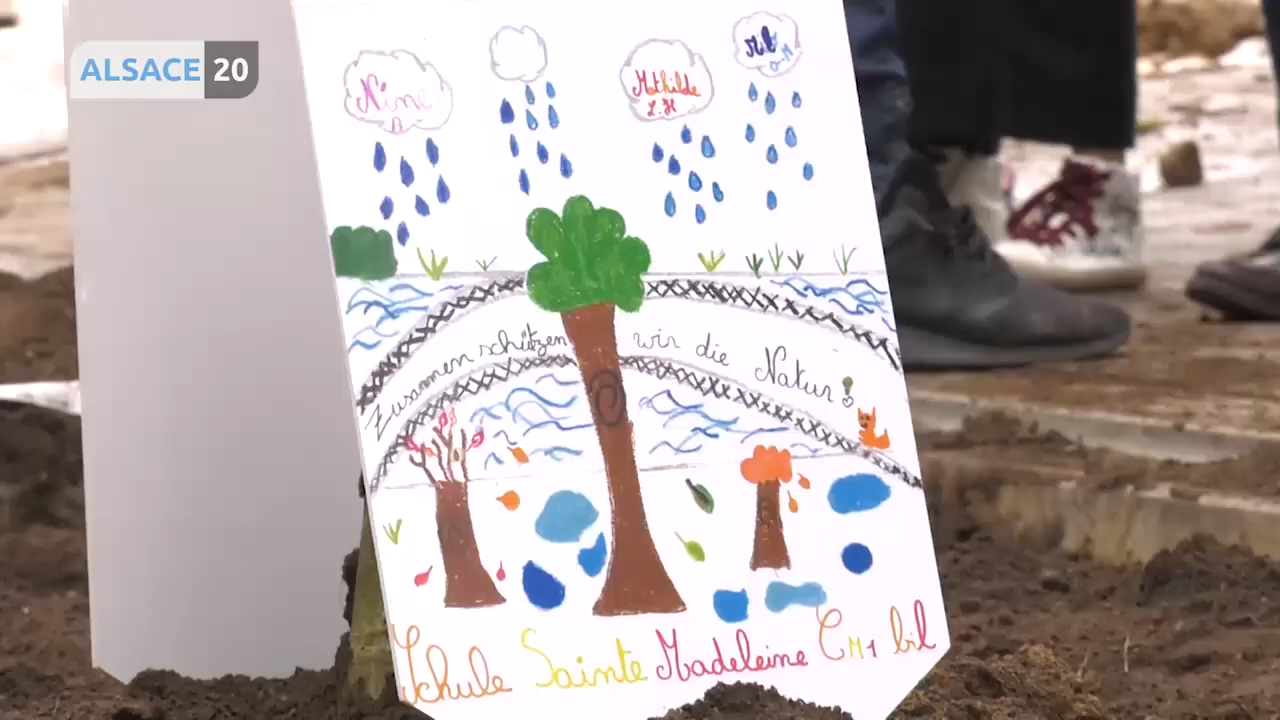 ALSACE 20
Nine
Mathilde
L-H
Zusammen schützen wir die Natur!
Schule Sainte Madeleine CM1 bil